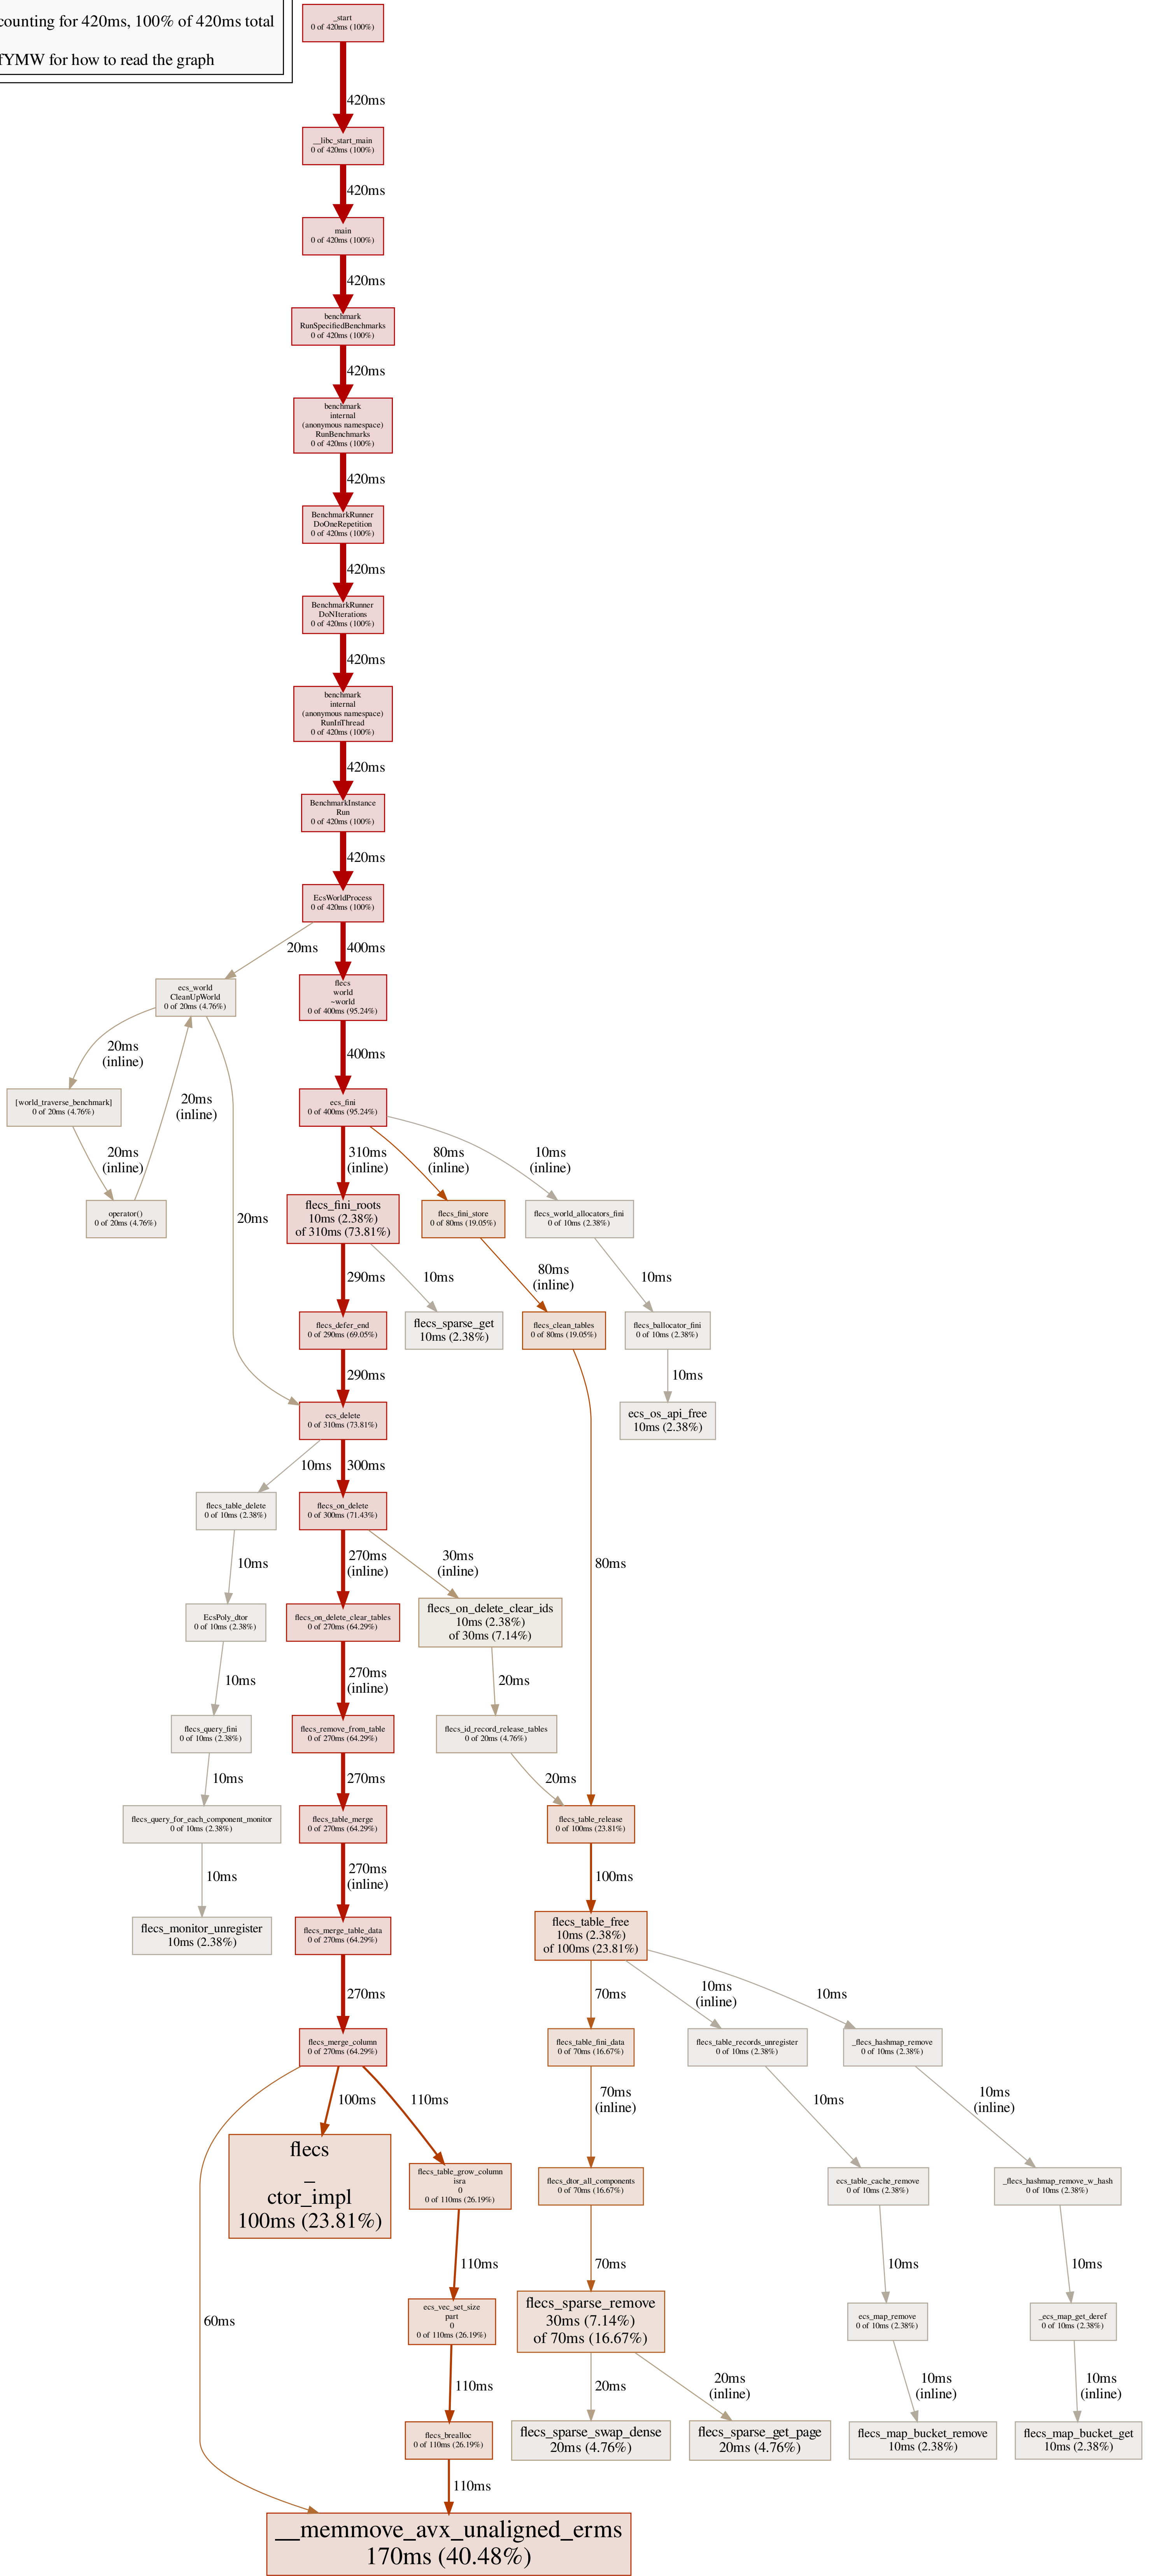 counting for 420ms, 100% of 420ms total
fYMW for how to read the graph
_start
0 of 420ms (100%)
420ms
__libc_start_main
0 of 420ms (100%)
420ms
main
0 of 420ms (100%)
420ms
benchmark
RunSpecifiedBenchmarks
0 of 420ms (100%)
420ms
benchmark
internal
(anonymous namespace)
RunBenchmarks
0 of 420ms (100%)
420ms
BenchmarkRunner
DoOneRepetition
0 of 420ms (100%)
420ms
BenchmarkRunner
DoNIterations
0 of 420ms (100%)
420ms
benchmark
internal
(anonymous namespace)
RunInThread
0 of 420ms (100%)
420ms
BenchmarkInstance
Run
0 of 420ms (100%)
420ms
EcsWorldProcess
0 of 420ms (100%)
20ms
400ms
ecs_world
CleanUpWorld
0 of 20ms (4.76%)
flecs
world
~world
0 of 400ms (95.24%)
20ms
(inline)
400ms
[world_traverse_benchmark]
0 of 20ms (4.76%)
20ms
(inline)
ecs_fini
0 of 400ms (95.24%)
20ms
(inline)
310ms
(inline)
80ms
(inline)
10ms
(inline)
operator()
0 of 20ms (4.76%)
20ms
flecs_fini_roots
10ms (2.38%)
of 310ms (73.81%)
flecs_fini_store
0 of 80ms (19.05%)
flecs_world_allocators_fini
0 of 10ms (2.38%)
290ms
10ms
80ms
(inline)
10ms
flecs_defer_end
0 of 290ms (69.05%)
flecs_sparse_get
10ms (2.38%)
flecs_clean_tables
0 of 80ms (19.05%)
flecs_ballocator_fini
0 of 10ms (2.38%)
290ms
10ms
ecs_delete
0 of 310ms (73.81%)
ecs_os_api_free
10ms (2.38%)
10ms
300ms
flecs_table_delete
0 of 10ms (2.38%)
flecs_on_delete
0 of 300ms (71.43%)
10ms
270ms
(inline)
30ms
(inline)
80ms
EcsPoly_dtor
0 of 10ms (2.38%)
flecs_on_delete_clear_tables
0 of 270ms (64.29%)
flecs_on_delete_clear_ids
10ms (2.38%)
of 30ms (7.14%)
10ms
270ms
(inline)
20ms
flecs_query_fini
0 of 10ms (2.38%)
flecs_remove_from_table
0 of 270ms (64.29%)
flecs_id_record_release_tables
0 of 20ms (4.76%)
10ms
270ms
20ms
flecs_query_for_each_component_monitor
0 of 10ms (2.38%)
flecs_table_merge
0 of 270ms (64.29%)
flecs_table_release
0 of 100ms (23.81%)
10ms
270ms
(inline)
100ms
flecs_monitor_unregister
10ms (2.38%)
flecs_merge_table_data
0 of 270ms (64.29%)
flecs_table_free
10ms (2.38%)
of 100ms (23.81%)
270ms
70ms
10ms
(inline)
10ms
flecs_merge_column
0 of 270ms (64.29%)
flecs_table_fini_data
0 of 70ms (16.67%)
flecs_table_records_unregister
0 of 10ms (2.38%)
_flecs_hashmap_remove
0 of 10ms (2.38%)
100ms
110ms
70ms
(inline)
10ms
10ms
(inline)
flecs
_
ctor_impl
100ms (23.81%)
flecs_table_grow_column
isra
0
0 of 110ms (26.19%)
flecs_dtor_all_components
0 of 70ms (16.67%)
ecs_table_cache_remove
0 of 10ms (2.38%)
_flecs_hashmap_remove_w_hash
0 of 10ms (2.38%)
110ms
70ms
10ms
10ms
60ms
ecs_vec_set_size
part
0
0 of 110ms (26.19%)
flecs_sparse_remove
30ms (7.14%)
of 70ms (16.67%)
ecs_map_remove
0 of 10ms (2.38%)
_ecs_map_get_deref
0 of 10ms (2.38%)
110ms
20ms
20ms
(inline)
10ms
(inline)
10ms
(inline)
flecs_brealloc
0 of 110ms (26.19%)
flecs_sparse_swap_dense
20ms (4.76%)
flecs_sparse_get_page
20ms (4.76%)
flecs_map_bucket_remove
10ms (2.38%)
flecs_map_bucket_get
10ms (2.38%)
110ms
__memmove_avx_unaligned_erms
170ms (40.48%)